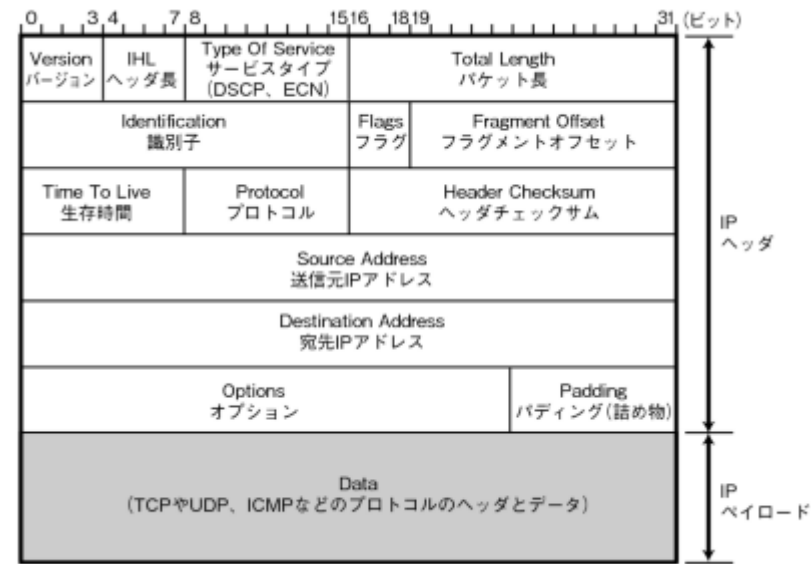 0 3 4 7 8 15 16 18 19 31 (ビット)
Version
バージョン
IHL
ヘッダ長
Type Of Service
サービスタイプ
(DSCP、ECN)
Total Length
パケット長
Identification
識別子
Flags
フラグ
Fragment Offset
フラグメントオフセット
Time To Live
生存時間
Protocol
プロトコル
Header Checksum
ヘッダチェックサム
Source Address
送信元IPアドレス
Destination Address
宛先IPアドレス
Options
オプション
Padding
パディング(詰め物)
IP
ヘッダ
Data
(TCPやUDP、ICMPなどのプロトコルのヘッダとデータ)
IP
ペイロード